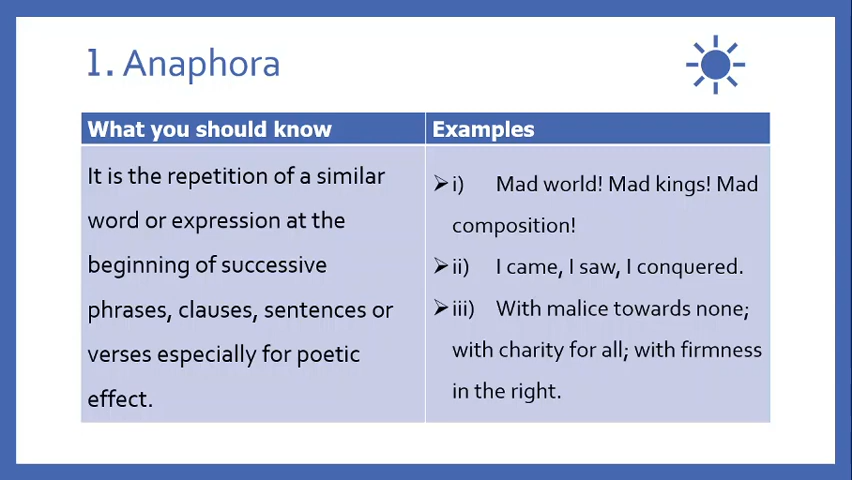 1. Anaphora
What you should know
It is the repetition of a similar
word or expression at the
beginning of successive
phrases, clauses, sentences or
verses especially for poetic
effect.
Examples
➢ i) Mad world! Mad kings! Mad
composition!
➢ ii) I came, I saw, I conquered.
➢ iii) With malice towards none;
with charity for all; with firmness
in the right.